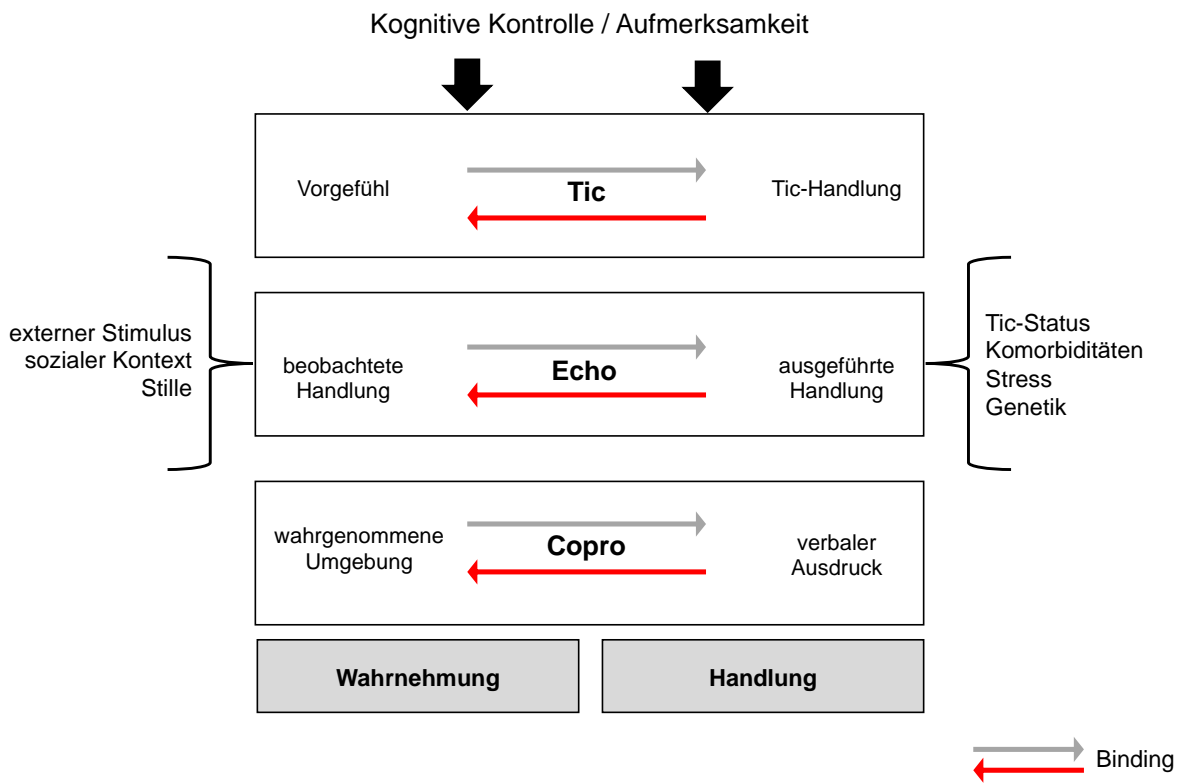 Kognitive Kontrolle / Aufmerksamkeit
Vorgefühl
Tic
Tic-Handlung
externer Stimulus
sozialer Kontext
Stille
beobachtete
Handlung
Echo
ausgeführte
Handlung
Tic-Status
Komorbiditäten
Stress
Genetik
wahrgenommene
Umgebung
Copro
verbaler
Ausdruck
Wahrnehmung
Handlung
Binding